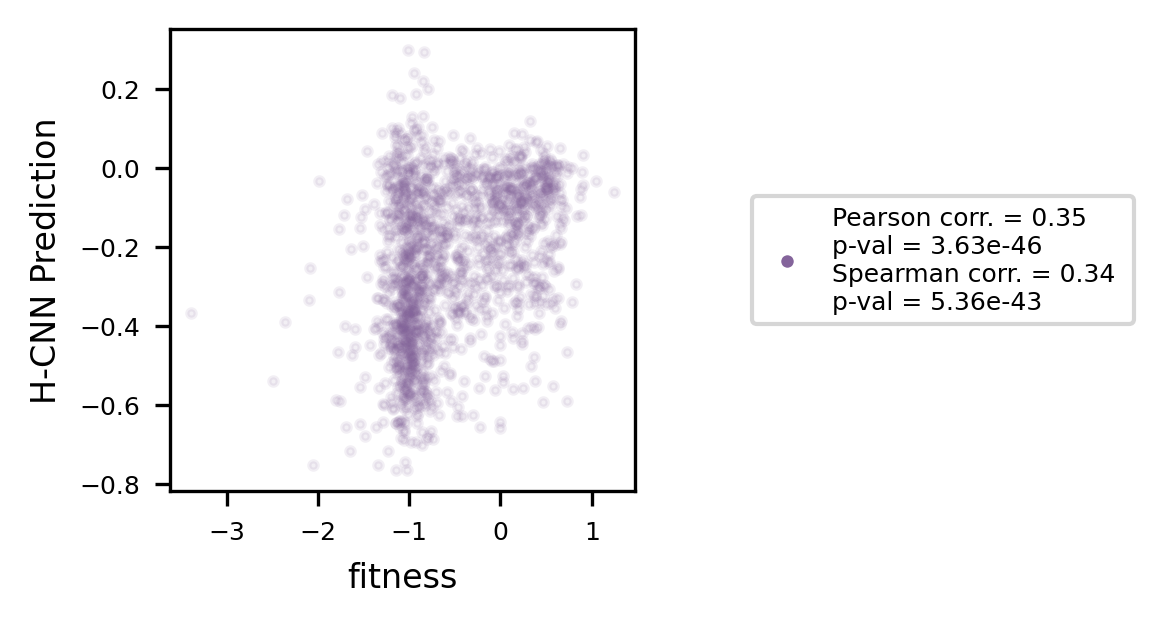 H-CNN Prediction
0.2
0.0
−0.2
−0.4
−0.6
−0.8
−3
−2
−1
0
1
fitness
Pearson corr. = 0.35
p-val = 3.63e-46
Spearman corr. = 0.34
p-val = 5.36e-43